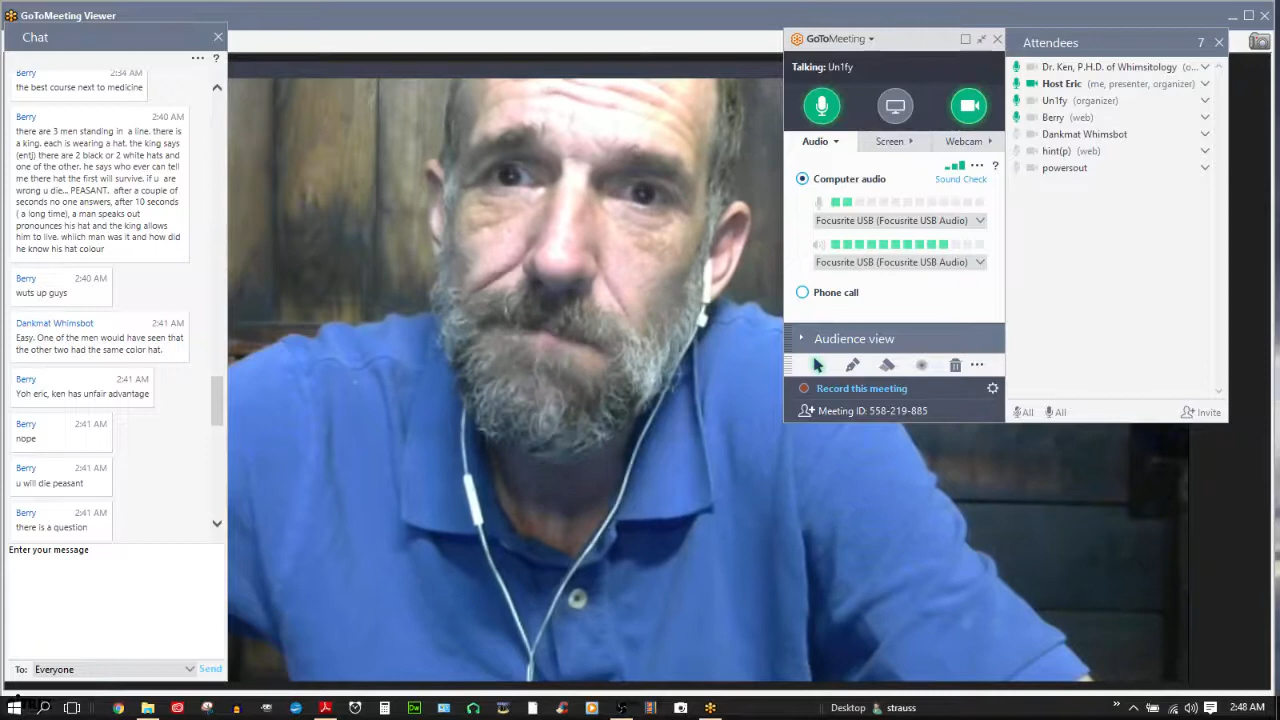 GoToMeeting Viewer
Chat
?
Berry 2:34 AM
the best course next to medicine
Berry 2:40 AM
there are 3 men standing in a line. there is
a king. each is wearing a hat. the king says
(entj) there are 2 black or 2 white hats and
one of the other. he says who ever can tell
me there hat the first will survive. if u are
wrong u die... PEASANT. after a couple of
seconds no one answers, after 10 seconds
( a long time), a man speaks out
pronounces his hat and the king allows
him to live. whlich man was it and how did
he know his hat colour
Berry 2:40 AM
wuts up guys
Dankmat Whimsbot 2:41 AM
Easy. One of the men would have seen that
the other two had the same color hat.
Berry 2:41 AM
Yoh eric, ken has unfair advantage
Berry 2:41 AM
nope
Berry 2:41 AM
u will die peasant
Berry 2:41 AM
there is a question
Enter your message
To: Everyone Send
GoToMeeting
Talking: Un1fy
Audio Screen Webcam
?
Computer audio Sound Check
Focusrite USB (Focusrite USB Audio)
Focusrite USB (Focusrite USB Audio)
Phone call
Audience view
Record this meeting
Meeting ID: 558-219-885
Attendees 7
Dr. Ken, P.H.D. of Whimsitology (o...
Host Eric (me, presenter, organizer)
Un1fy (organizer)
Berry (web)
Dankmat Whimsbot
hint(p) (web)
powersout
All All Invite
Dw
Desktop strauss 2:48 AM